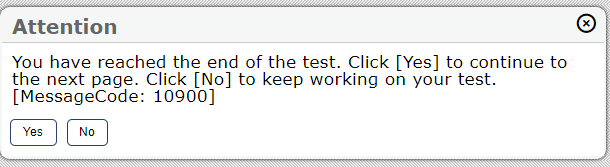 Attention
You have reached the end of the test. Click [Yes] to continue to
the next page. Click [No] to keep working on your test.
[MessageCode: 10900]
Yes No